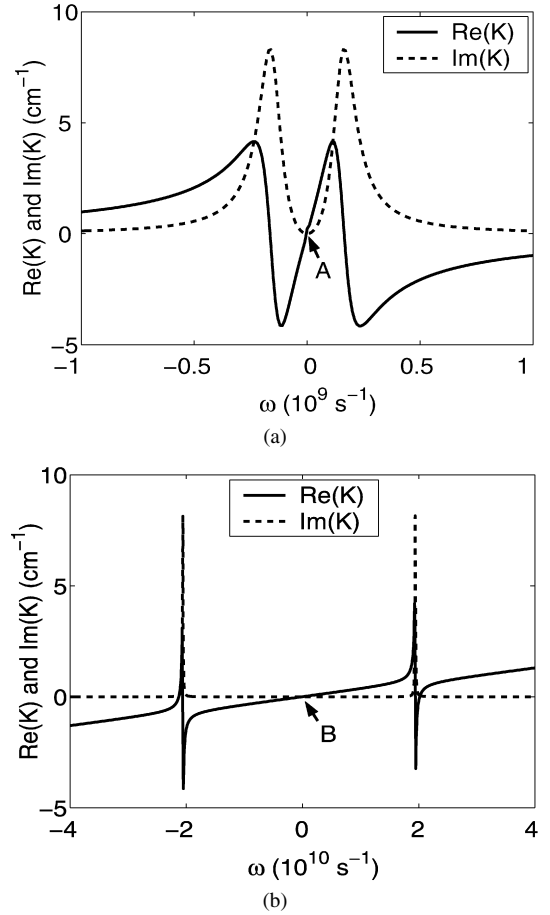 10
Re(K)
Im(K)
5
0
−5
Re(K) and Im(K) (cm⁻¹)
A
−1 −0.5 0 0.5 1
ω (10⁹ s⁻¹)
(a)
10
Re(K)
Im(K)
5
0
−5
Re(K) and Im(K) (cm⁻¹)
B
−4 −2 0 2 4
ω (10¹⁰ s⁻¹)
(b)